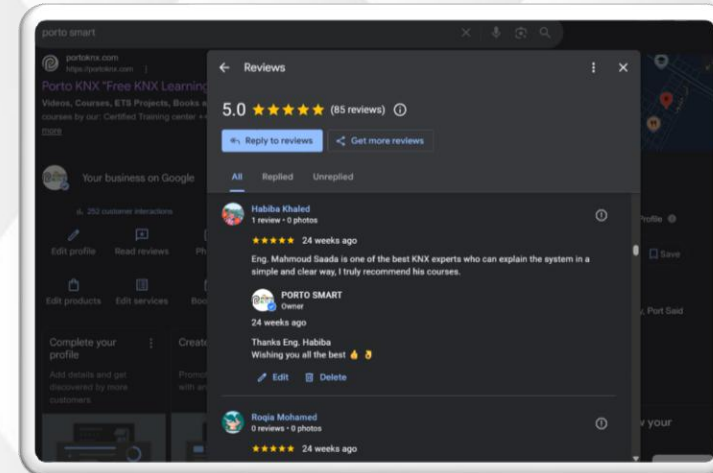 porto smart
portoknx.com
https://portoknx.com
Porto KNX "Free KNX Learning
Videos, Courses, ETS Projects, Books
courses by our: Certified Training center
more
Your business on Google
252 customer interactions
Edit profile
Read reviews
Edit products
Edit services
Complete your
profile
Add details and get
discovered by more
customers
Reviews
5.0 ★★★★★ (85 reviews)
Reply to reviews
Get more reviews
All
Replied
Unreplied
Habiba Khaled
1 review • 0 photos
★★★★★ 24 weeks ago
Eng. Mahmoud Saada is one of the best KNX experts who can explain the system in a
simple and clear way, I truly recommend his courses.
PORTO SMART
Owner
24 weeks ago
Thanks Eng. Habiba
Wishing you all the best 👍 👌
Edit
Delete
Roqia Mohamed
0 reviews • 0 photos
★★★★★ 24 weeks ago
Profile
Save
Port Said
your